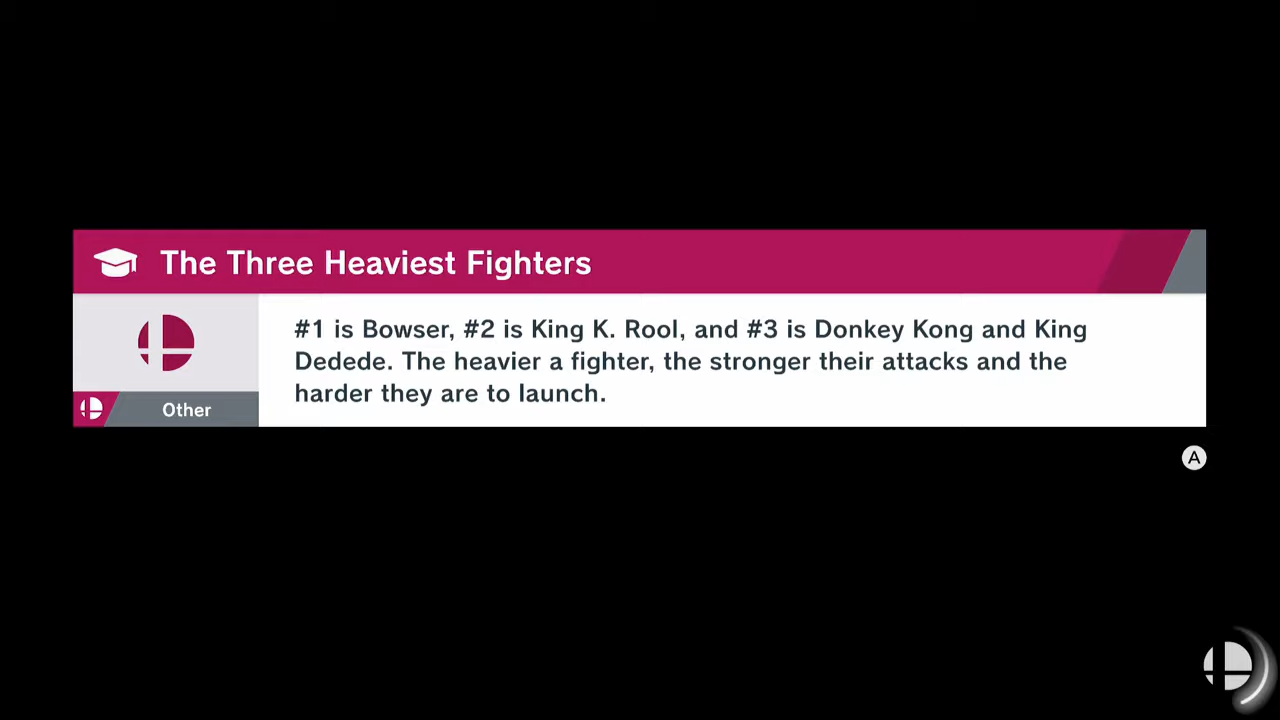 The Three Heaviest Fighters
#1 is Bowser, #2 is King K. Rool, and #3 is Donkey Kong and King
Dedede. The heavier a fighter, the stronger their attacks and the
harder they are to launch.
Other
A